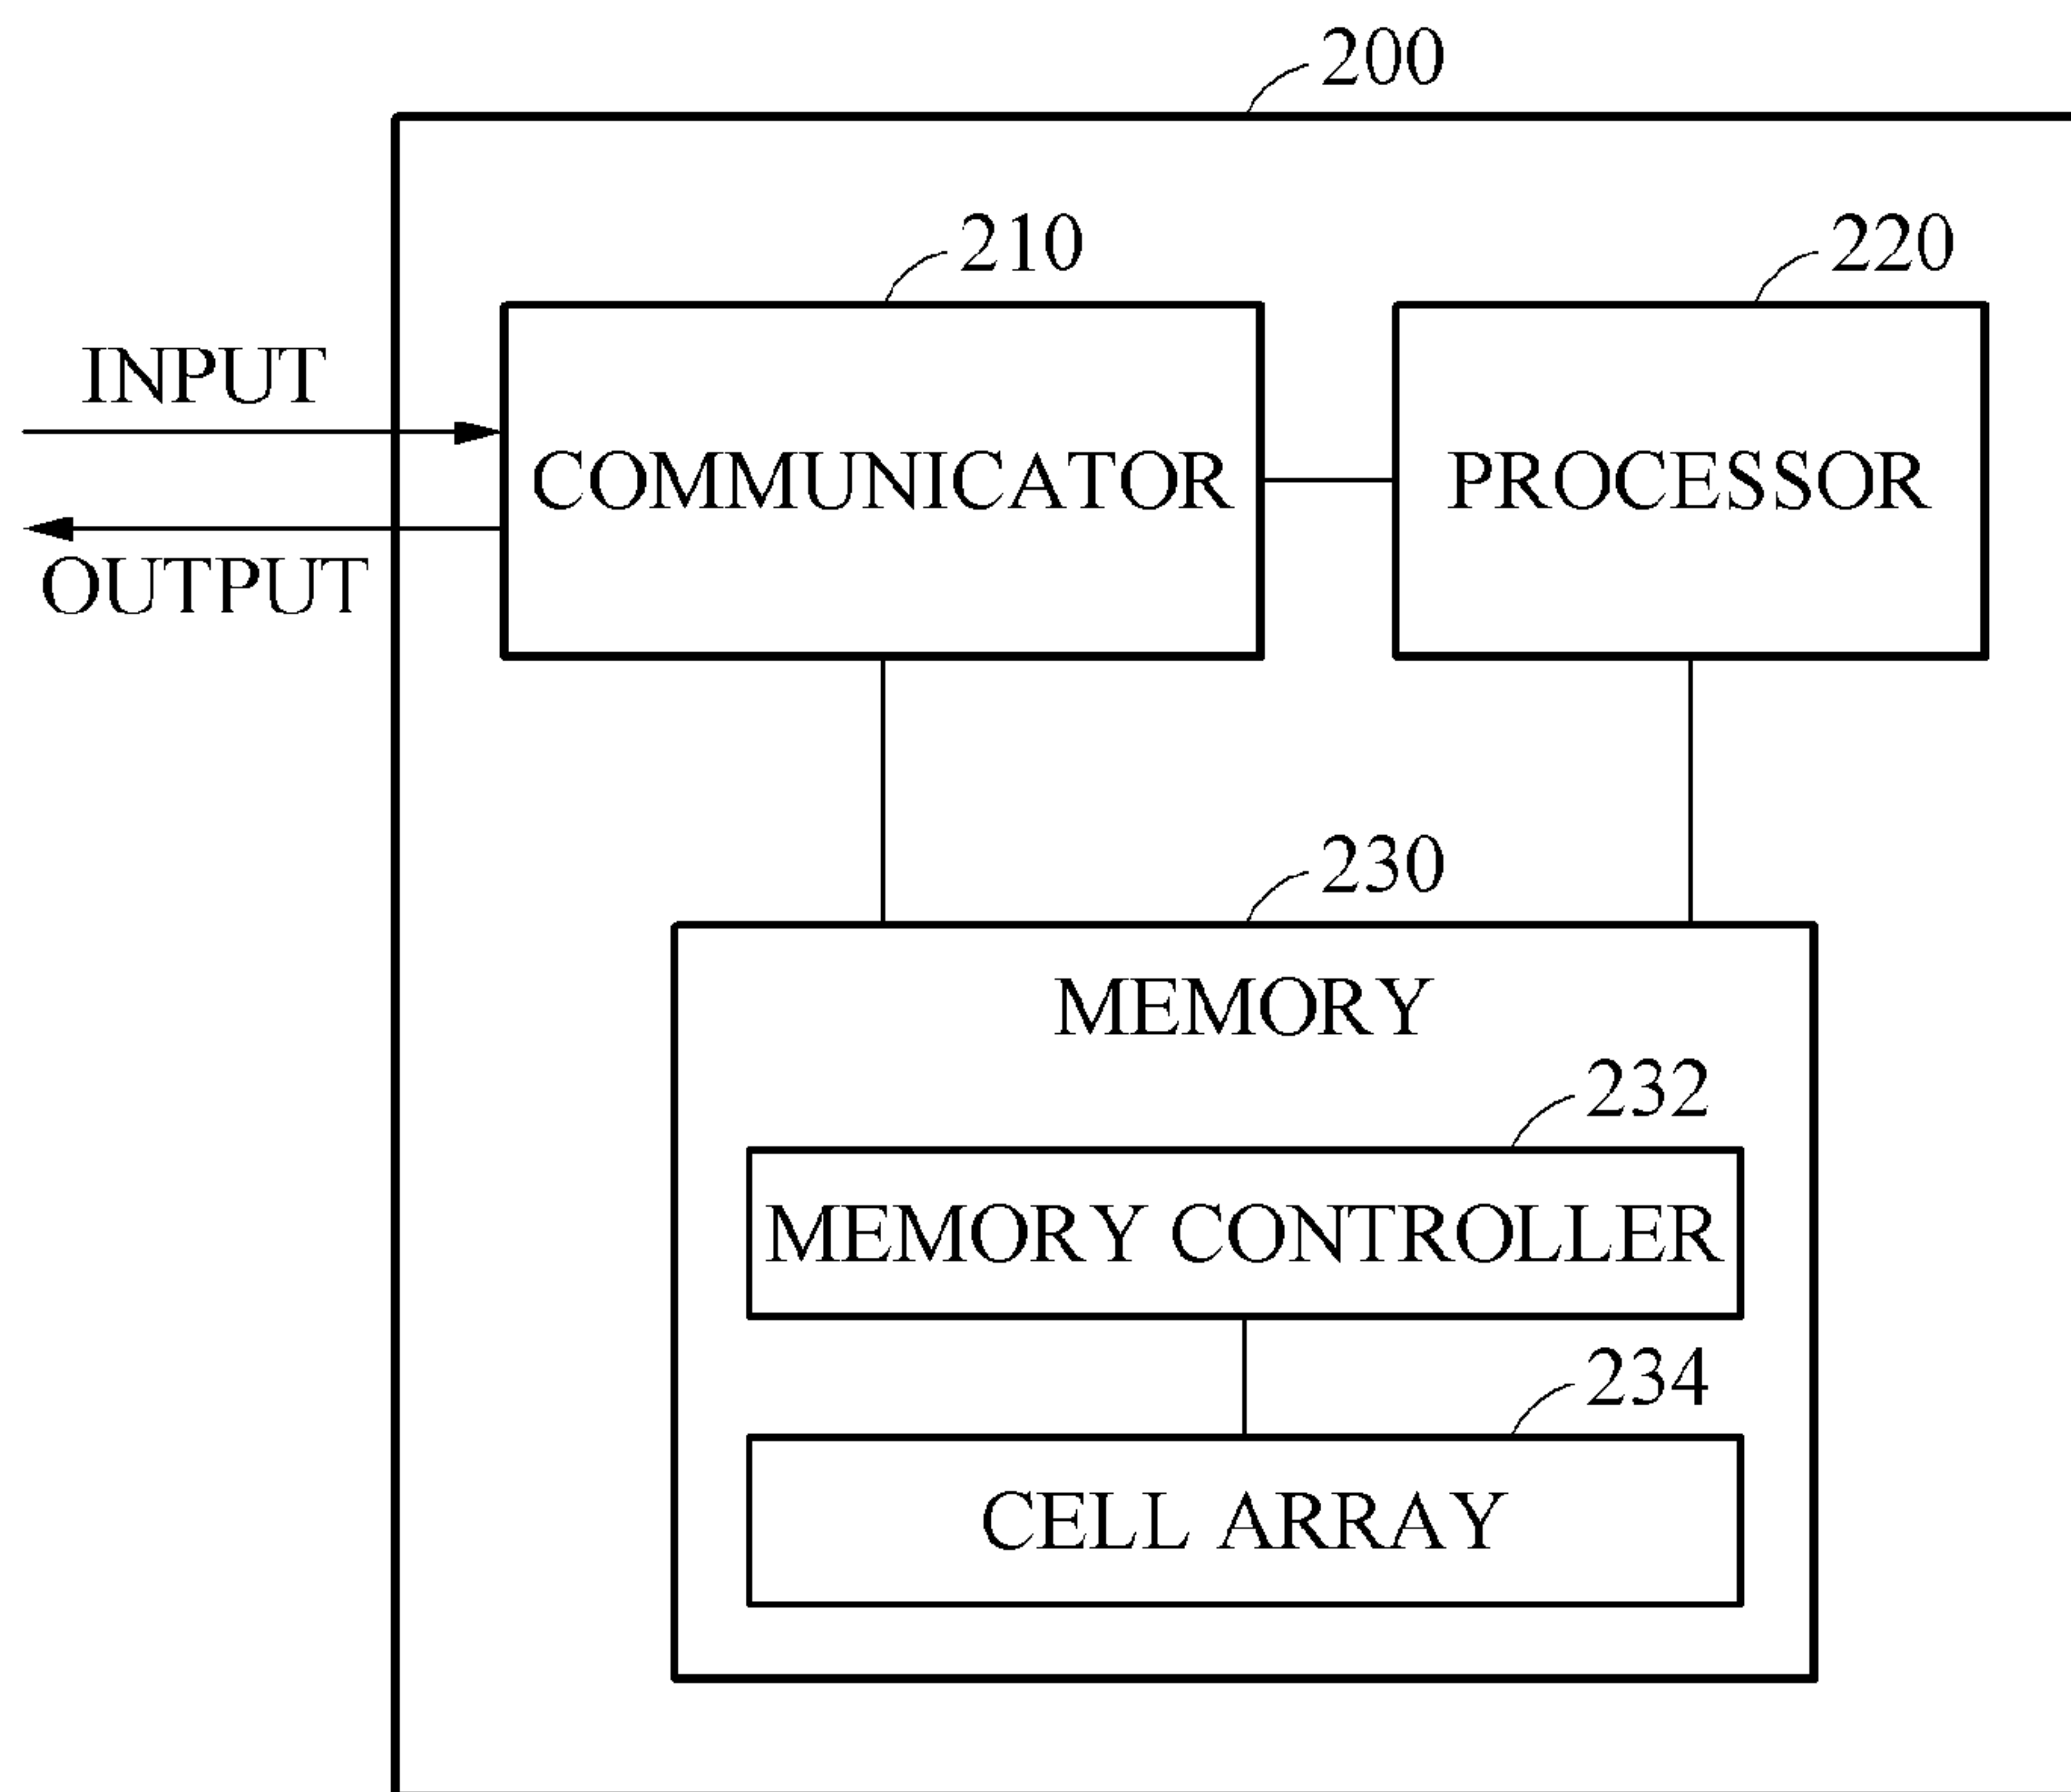 200
210
220
INPUT
COMMUNICATOR
PROCESSOR
OUTPUT
230
MEMORY
232
MEMORY CONTROLLER
234
CELL ARRAY